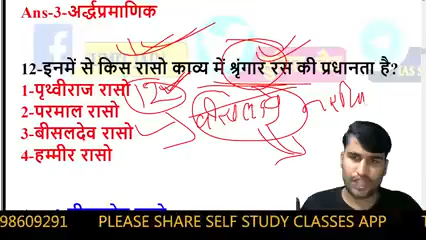 Ans-3-अर्द्धप्रमाणिक
12-इनमें से किस रासो काव्य में श्रृंगार रस की प्रधानता है?
1-पृथ्वीराज रासो
2-परमाल रासो
3-बीसलदेव रासो
4-हम्मीर रासो
98609291 PLEASE SHARE SELF STUDY CLASSES APP